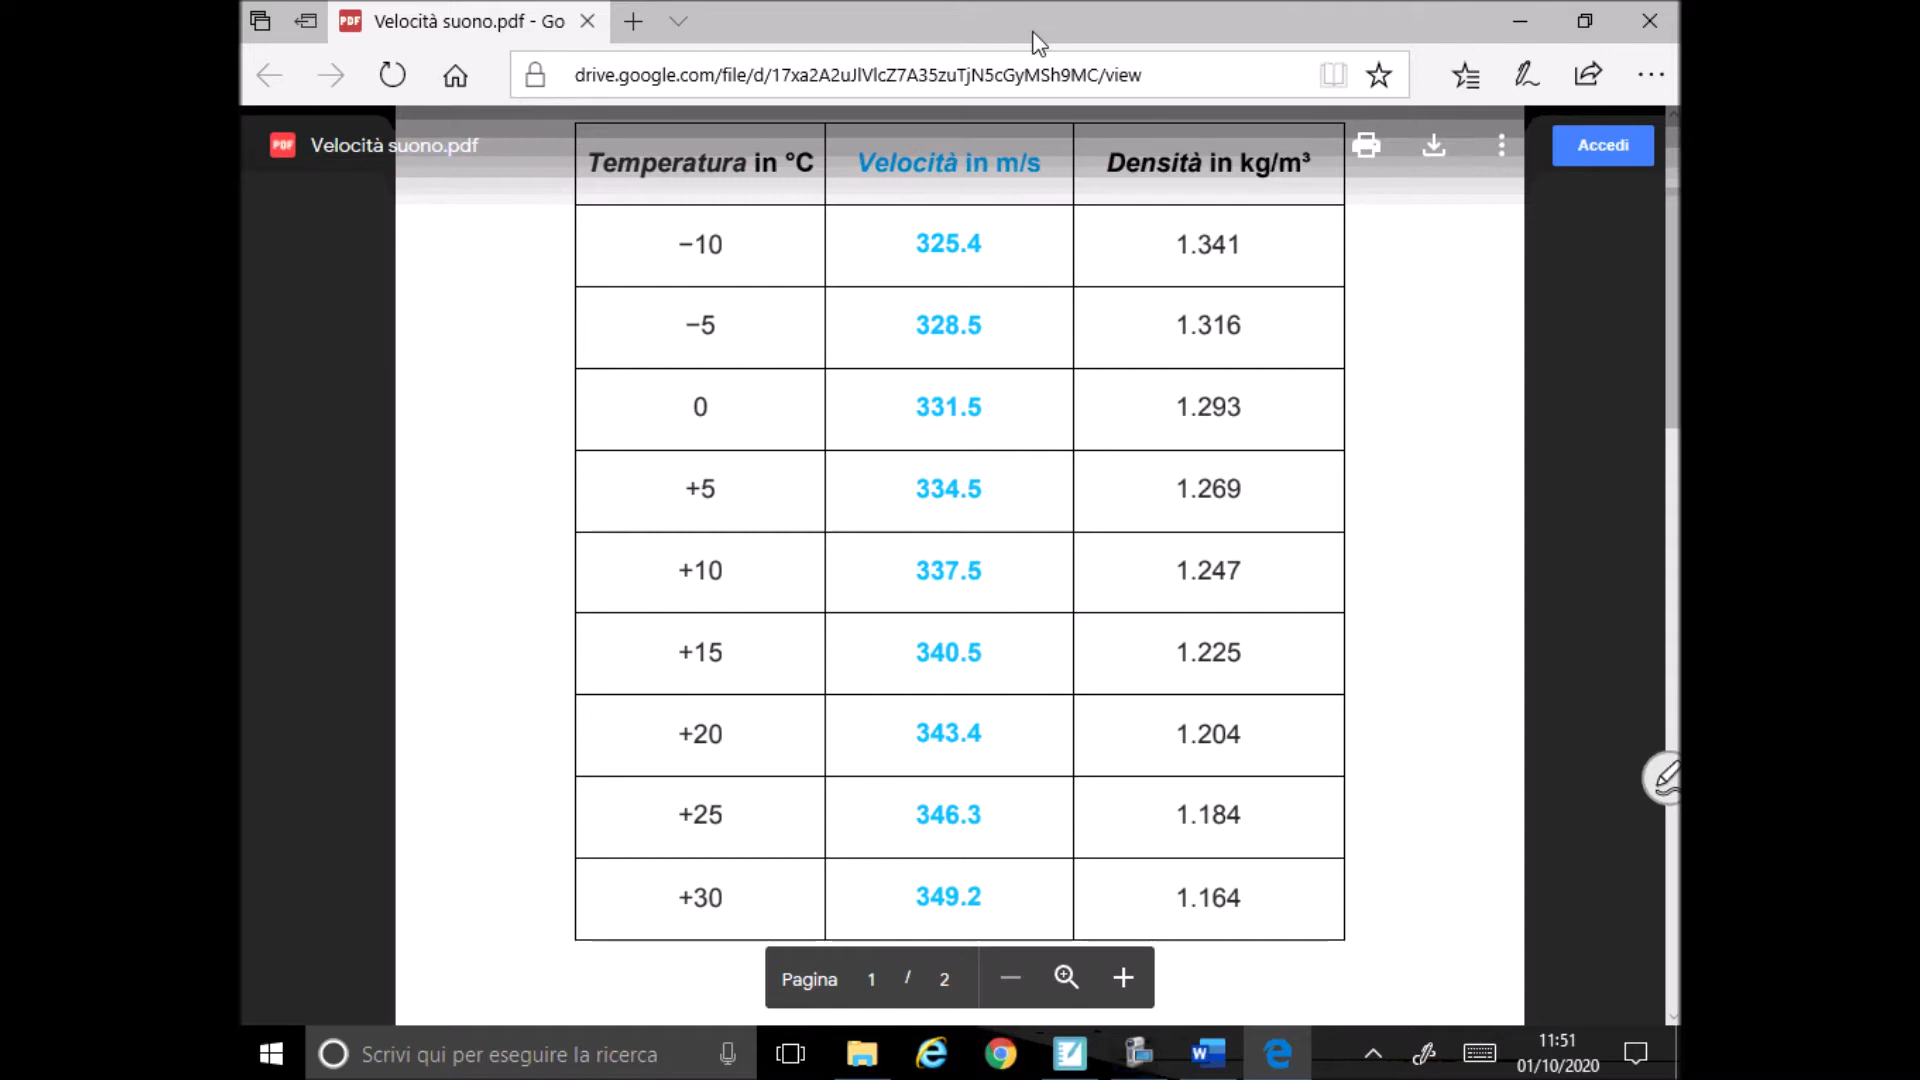 Velocità suono.pdf - Go
drive.google.com/file/d/17xa2A2uJlVlcZ7A35zuTjN5cGyMSh9MC/view
PDF Velocità suono.pdf
Accedi
Temperatura in °C Velocità in m/s Densità in kg/m³
−10 325.4 1.341
−5 328.5 1.316
0 331.5 1.293
+5 334.5 1.269
+10 337.5 1.247
+15 340.5 1.225
+20 343.4 1.204
+25 346.3 1.184
+30 349.2 1.164
Pagina 1 / 2
Scrivi qui per eseguire la ricerca
11:51
01/10/2020